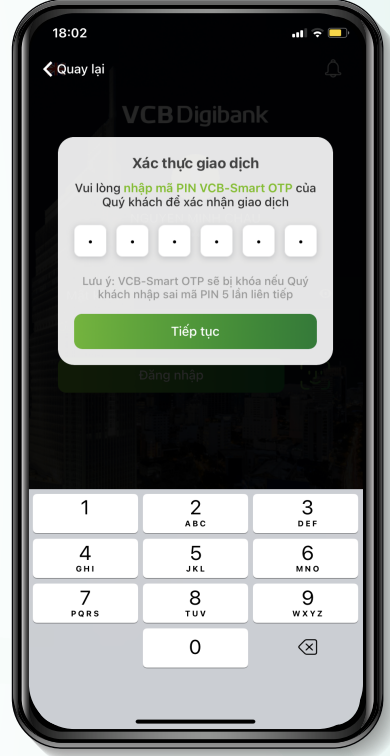 18:02
Quay lại
VCB Digibank
Xác thực giao dịch
Vui lòng nhập mã PIN VCB-Smart OTP của
Quý khách để xác nhận giao dịch
Lưu ý: VCB-Smart OTP sẽ bị khóa nếu Quý
khách nhập sai mã PIN 5 lần liên tiếp
Tiếp tục
Đăng nhập
1 2 3
ABC DEF
4 5 6
GHI JKL MNO
7 8 9
PQRS TUV WXYZ
0